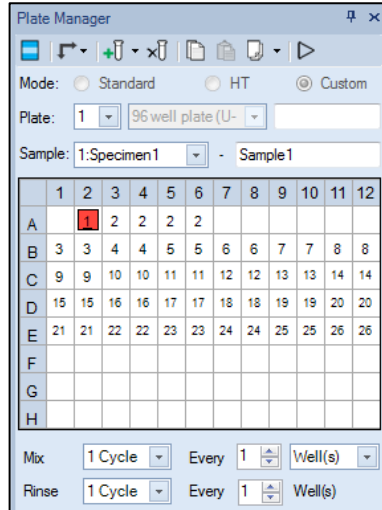 Plate Manager
Mode: Standard HT Custom
Plate: 1 96 well plate (U-
Sample: 1:Specimen1 - Sample1
1 2 3 4 5 6 7 8 9 10 11 12
A 1 2 2 2 2
B 3 3 4 4 5 5 6 6 7 7 8 8
C 9 9 10 10 11 11 12 12 13 13 14 14
D 15 15 16 16 17 17 18 18 19 19 20 20
E 21 21 22 22 23 23 24 24 25 25 26 26
F
G
H
Mix 1 Cycle Every 1 Well(s)
Rinse 1 Cycle Every 1 Well(s)